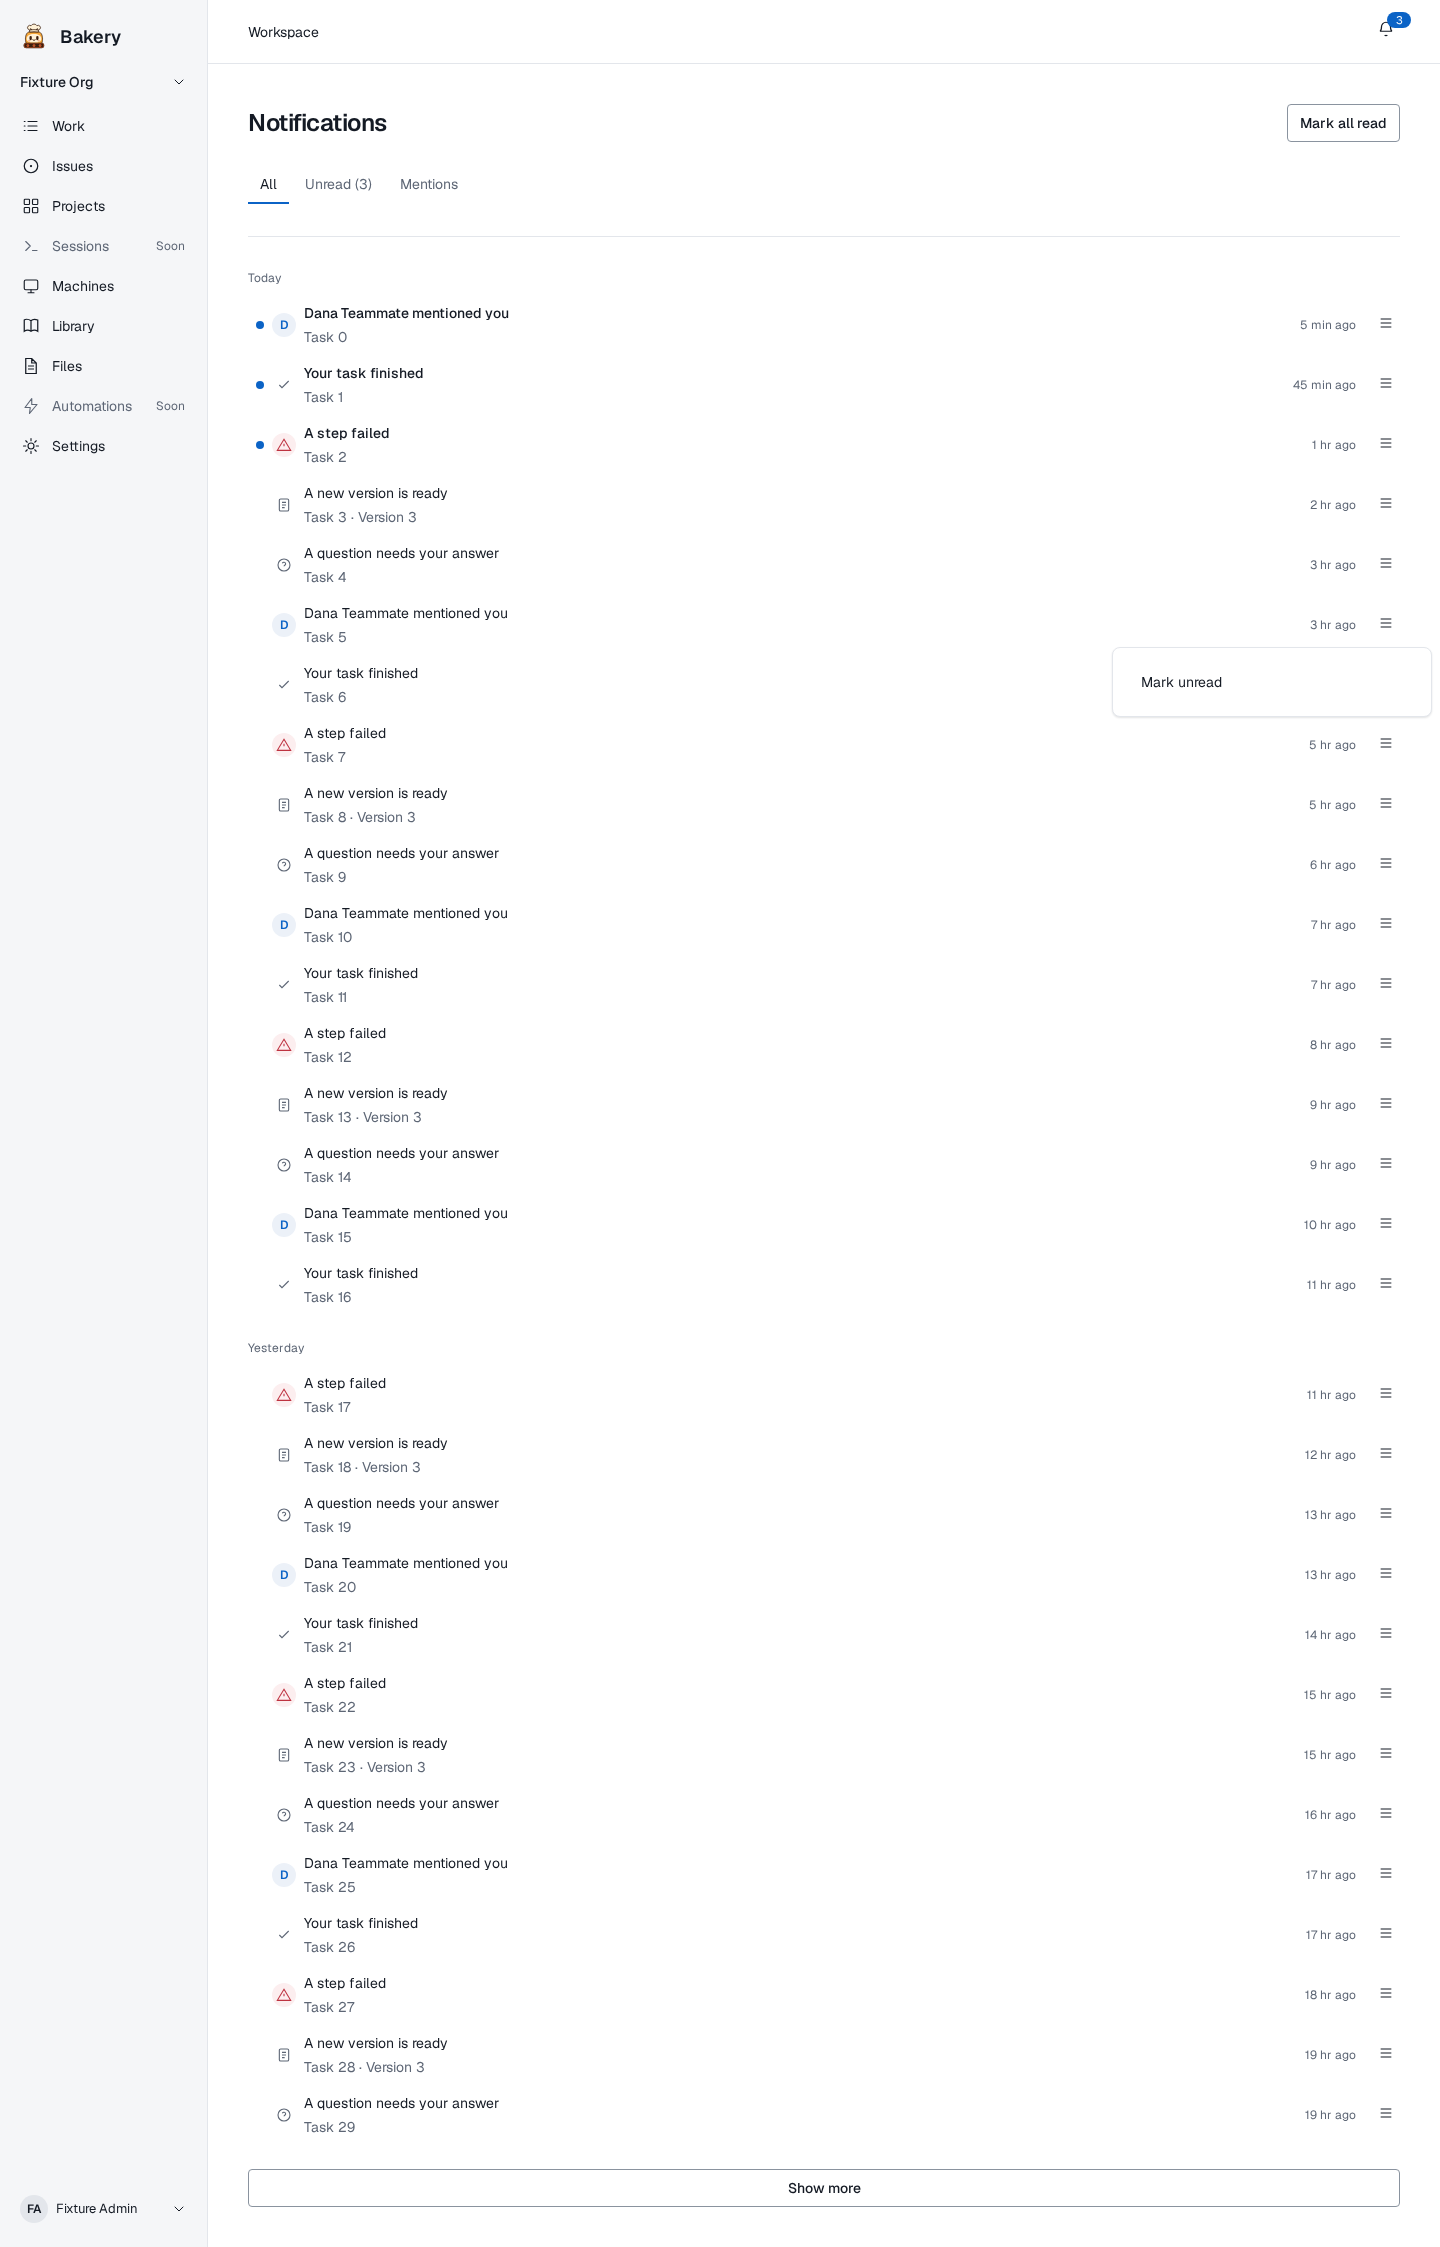 Bakery
Fixture Org
Work
Issues
Projects
Sessions Soon
Machines
Library
Files
Automations Soon
Settings
FA Fixture Admin
Workspace
3
Notifications
Mark all read
All Unread (3) Mentions
Today
D Dana Teammate mentioned you
Task 0
5 min ago
Your task finished
Task 1
45 min ago
A step failed
Task 2
1 hr ago
A new version is ready
Task 3 · Version 3
2 hr ago
A question needs your answer
Task 4
3 hr ago
D Dana Teammate mentioned you
Task 5
3 hr ago
Your task finished
Task 6
Mark unread
A step failed
Task 7
5 hr ago
A new version is ready
Task 8 · Version 3
5 hr ago
A question needs your answer
Task 9
6 hr ago
D Dana Teammate mentioned you
Task 10
7 hr ago
Your task finished
Task 11
7 hr ago
A step failed
Task 12
8 hr ago
A new version is ready
Task 13 · Version 3
9 hr ago
A question needs your answer
Task 14
9 hr ago
D Dana Teammate mentioned you
Task 15
10 hr ago
Your task finished
Task 16
11 hr ago
Yesterday
A step failed
Task 17
11 hr ago
A new version is ready
Task 18 · Version 3
12 hr ago
A question needs your answer
Task 19
13 hr ago
D Dana Teammate mentioned you
Task 20
13 hr ago
Your task finished
Task 21
14 hr ago
A step failed
Task 22
15 hr ago
A new version is ready
Task 23 · Version 3
15 hr ago
A question needs your answer
Task 24
16 hr ago
D Dana Teammate mentioned you
Task 25
17 hr ago
Your task finished
Task 26
17 hr ago
A step failed
Task 27
18 hr ago
A new version is ready
Task 28 · Version 3
19 hr ago
A question needs your answer
Task 29
19 hr ago
Show more